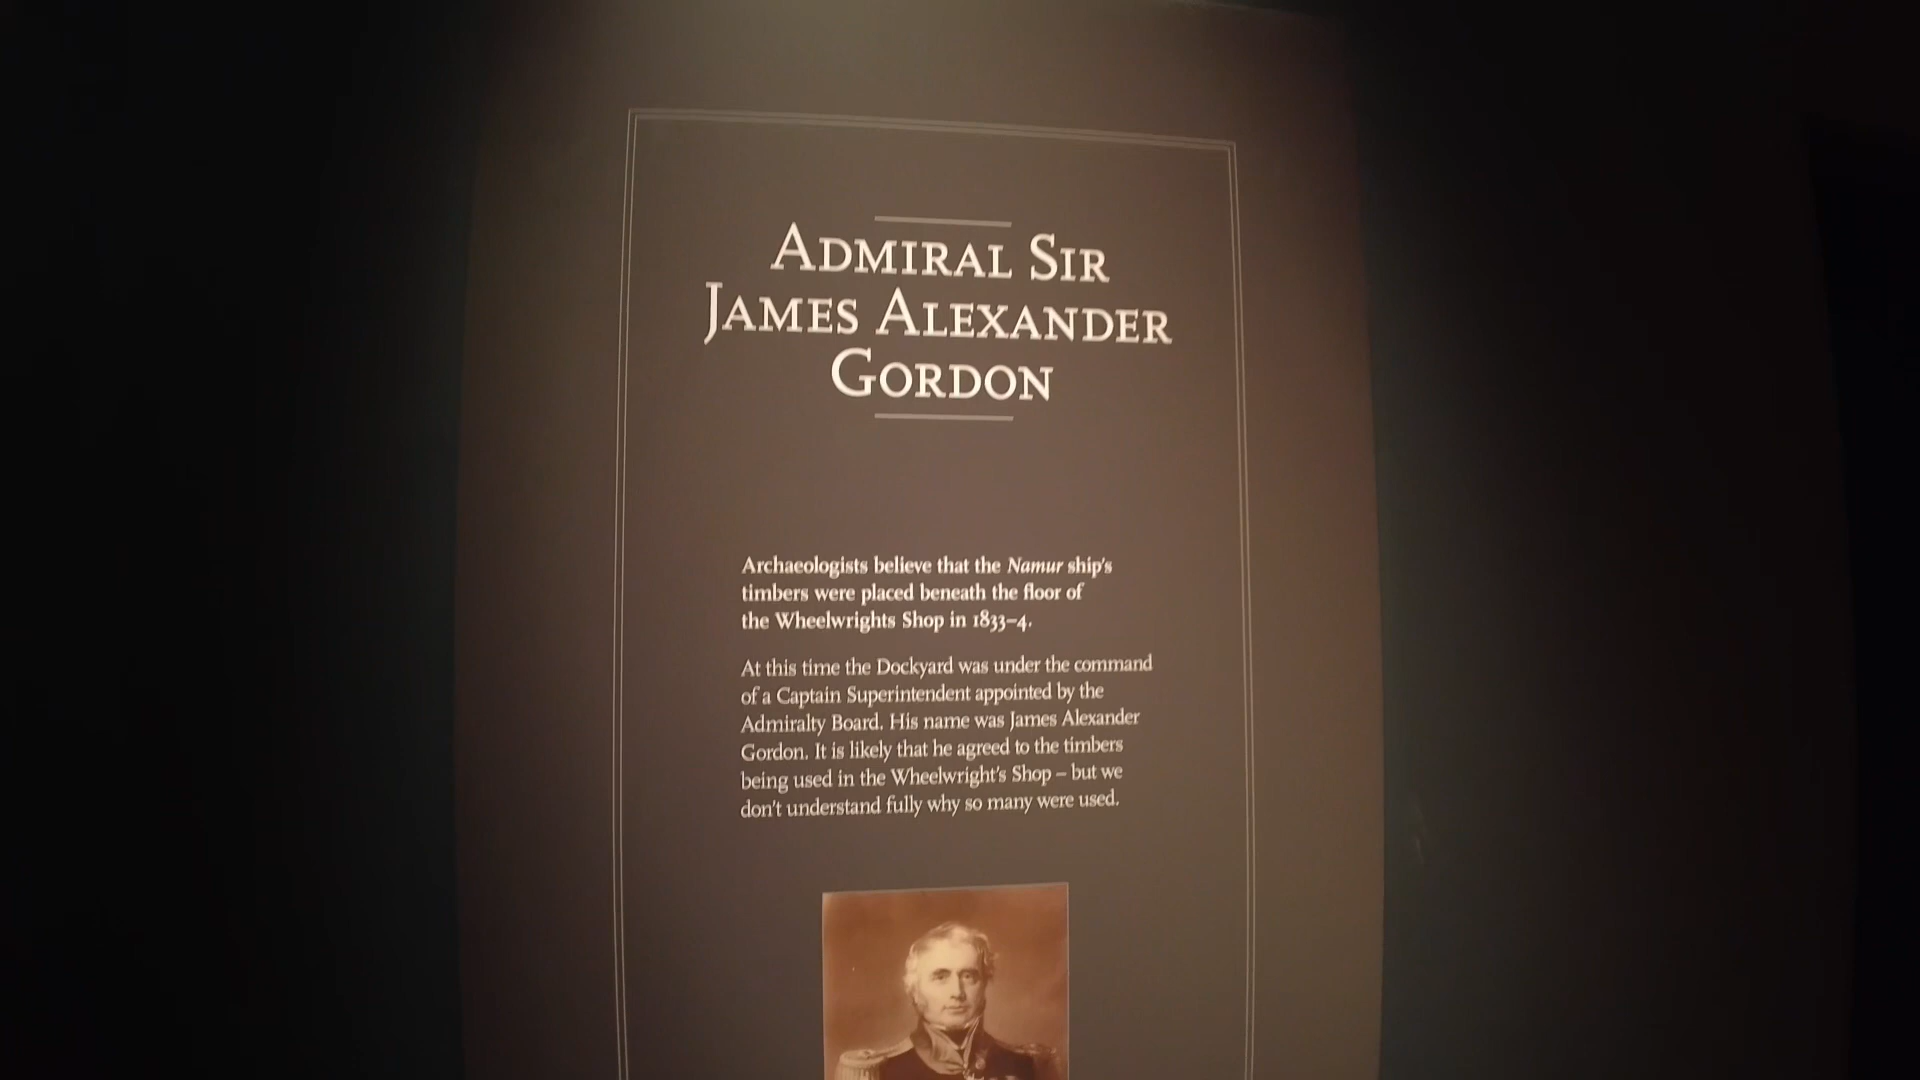 ADMIRAL SIR
JAMES ALEXANDER
GORDON
Archaeologists believe that the Namur ship's
timbers were placed beneath the floor of
the Wheelwrights Shop in 1833–4.
At this time the Dockyard was under the command
of a Captain Superintendent appointed by the
Admiralty Board. His name was James Alexander
Gordon. It is likely that he agreed to the timbers
being used in the Wheelwright's Shop – but we
don't understand fully why so many were used.